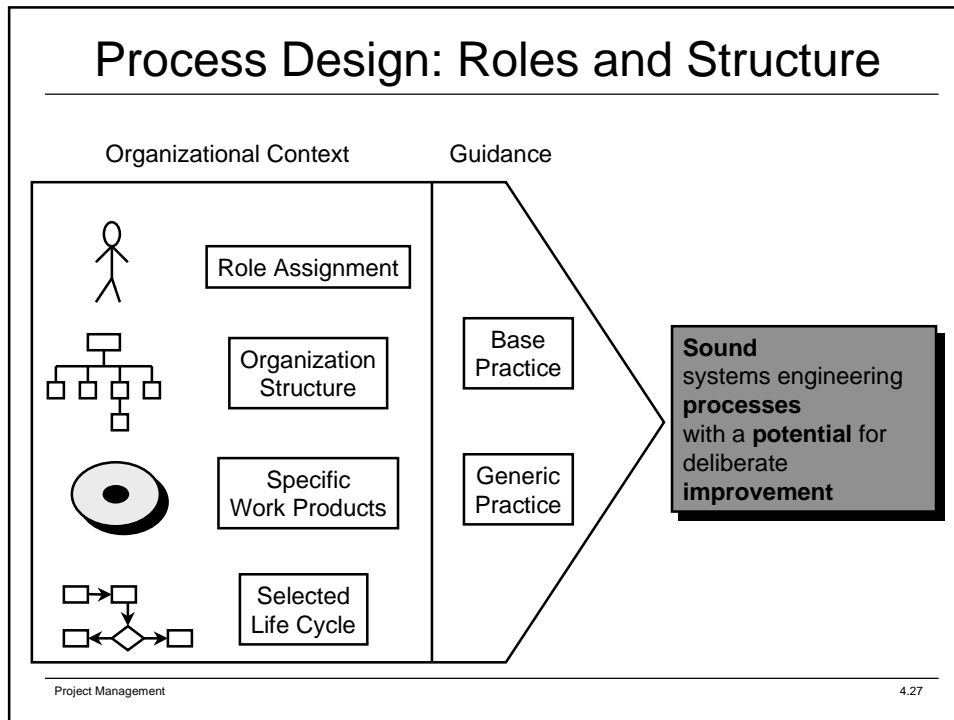 Process Design: Roles and Structure
Organizational Context
Guidance
Role Assignment
Organization
Structure
Specific
Work Products
Selected
Life Cycle
Base
Practice
Generic
Practice
Sound
systems engineering
processes
with a potential for
deliberate
improvement
Project Management
4.27